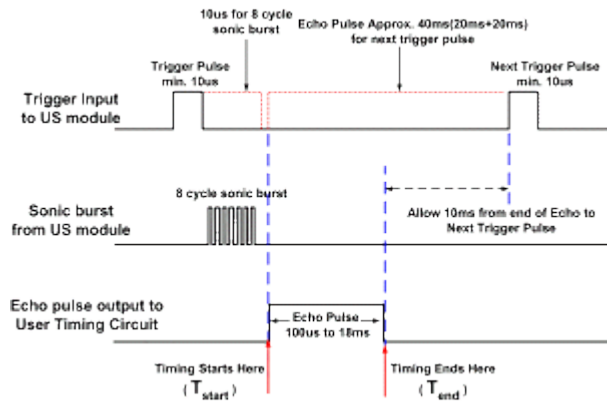 10us for 8 cycle
sonic burst
Echo Pulse Approx. 40ms(20ms+20ms)
for next trigger pulse
Trigger Pulse
min. 10us
Next Trigger Pulse
min. 10us
Trigger Input
to US module
8 cycle sonic burst
Sonic burst
from US module
Allow 10ms from end of Echo to
Next Trigger Pulse
Echo pulse output to
User Timing Circuit
Echo Pulse
100us to 18ms
Timing Starts Here
(Tstart)
Timing Ends Here
(Tend)